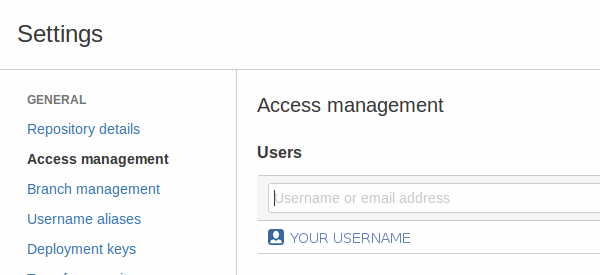 Settings
GENERAL
Repository details
Access management
Branch management
Username aliases
Deployment keys
Access management
Users
Username or email address
YOUR USERNAME